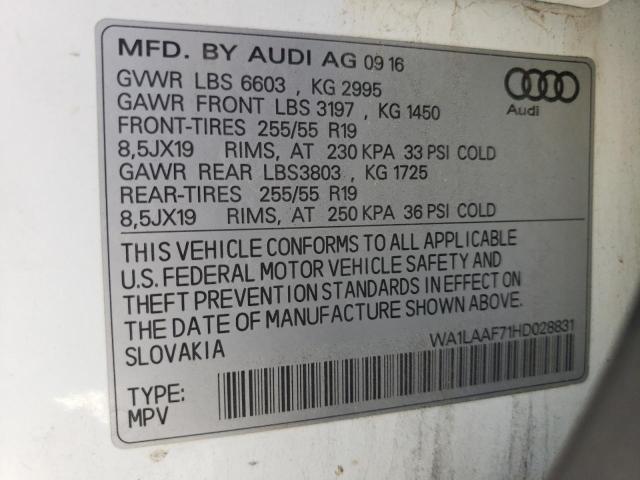 MFD. BY AUDI AG 09 16
GVWR LBS 6603 , KG 2995
GAWR FRONT LBS 3197 , KG 1450
FRONT-TIRES 255/55 R19
8,5JX19 RIMS, AT 230 KPA 33 PSI COLD
GAWR REAR LBS3803 , KG 1725
REAR-TIRES 255/55 R19
8,5JX19 RIMS, AT 250 KPA 36 PSI COLD
Audi
THIS VEHICLE CONFORMS TO ALL APPLICABLE
U.S. FEDERAL MOTOR VEHICLE SAFETY AND
THEFT PREVENTION STANDARDS IN EFFECT ON
THE DATE OF MANUFACTURE SHOWN ABOVE.
SLOVAKIA
WA1LAAF71HD028831
TYPE:
MPV